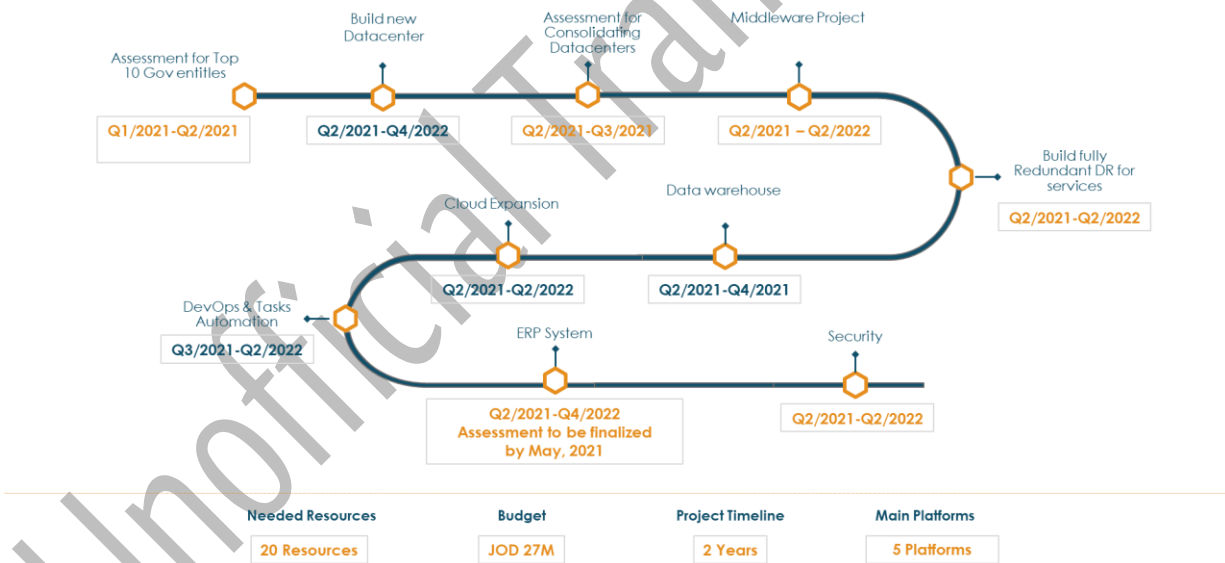 Assessment for Top
10 Gov entitles
Q1/2021-Q2/2021
Build new
Datacenter
Q2/2021-Q4/2022
Assessment for
Consolidating
Datacenters
Q2/2021-Q3/2021
Middleware Project
Q2/2021 – Q2/2022
Build fully
Redundant DR for
services
Q2/2021-Q2/2022
Data warehouse
Q2/2021-Q4/2021
Cloud Expansion
Q2/2021-Q2/2022
DevOps & Tasks
Automation
Q3/2021-Q2/2022
ERP System
Q2/2021-Q4/2022
Assessment to be finalized
by May, 2021
Security
Q2/2021-Q2/2022
Needed Resources
20 Resources
Budget
JOD 27M
Project Timeline
2 Years
Main Platforms
5 Platforms
Unofficial